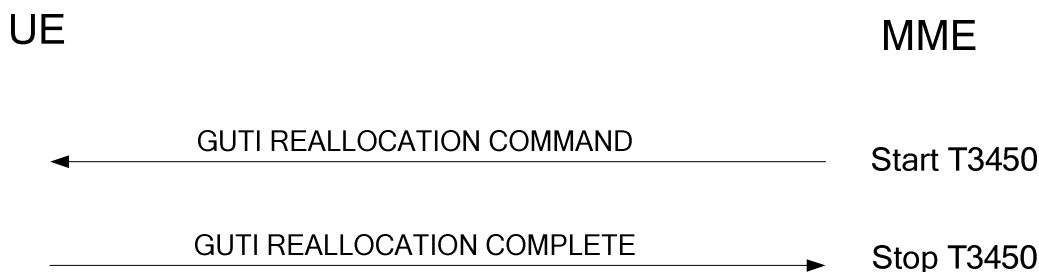 UE
MME
GUTI REALLOCATION COMMAND
Start T3450
GUTI REALLOCATION COMPLETE
Stop T3450